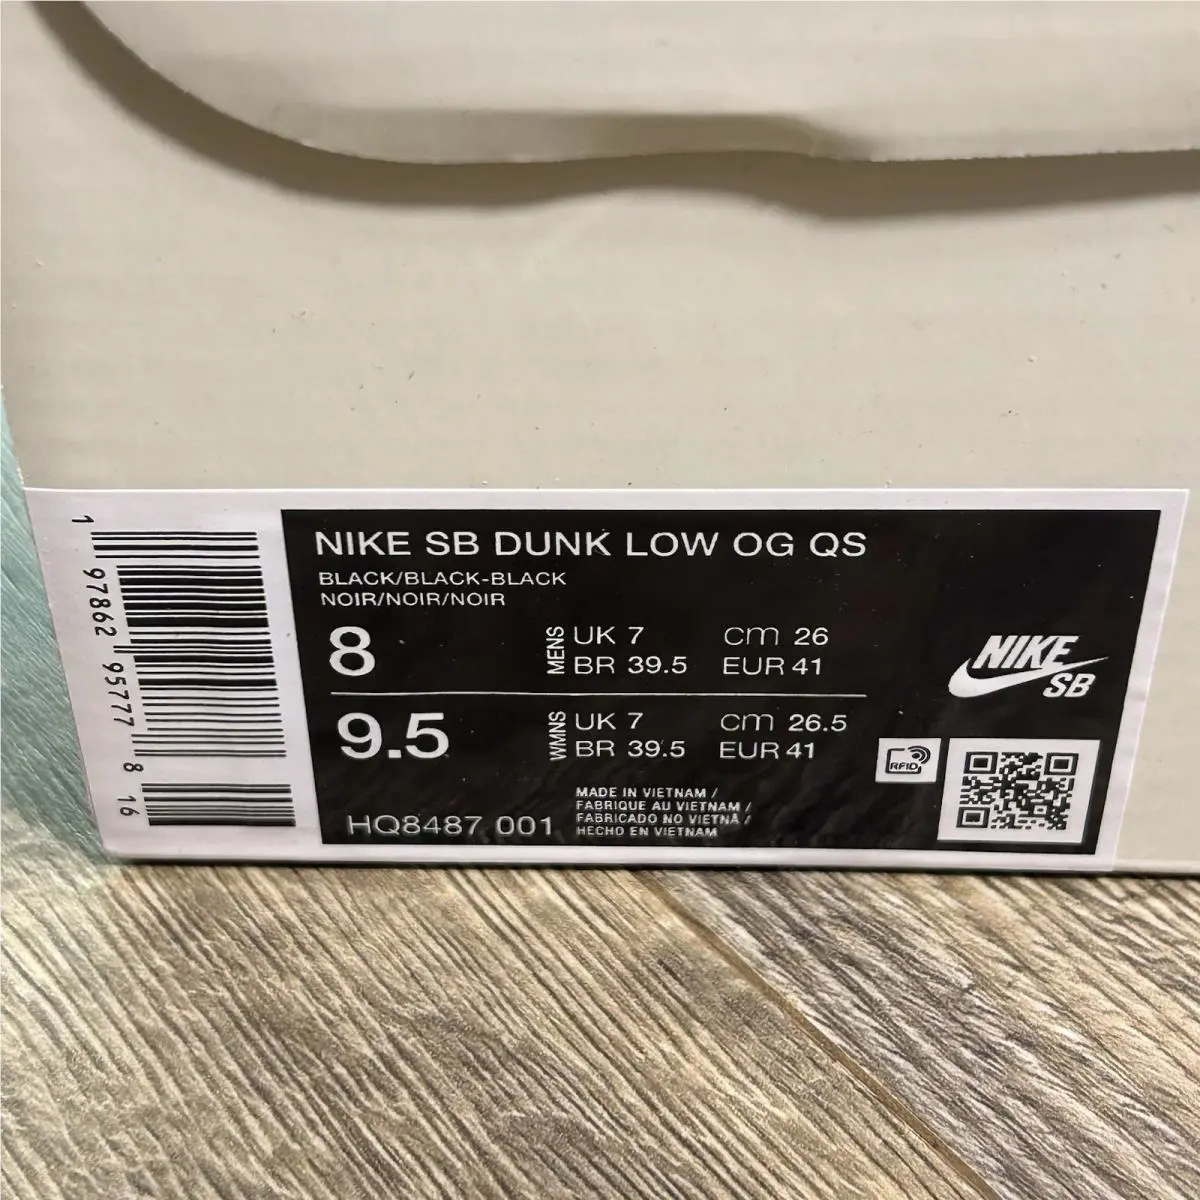 NIKE SB DUNK LOW OG QS
BLACK/BLACK-BLACK
NOIR/NOIR/NOIR
8 MENS UK 7 cm 26
BR 39.5 EUR 41
9.5 WMNS UK 7 cm 26.5
BR 39.5 EUR 41
HQ8487 001
MADE IN VIETNAM /
FABRIQUE AU VIETNAM /
FABRICADO NO VIETNÃ /
HECHO EN VIETNAM
NIKE
SB
RFID
1 97862 95777 8 16